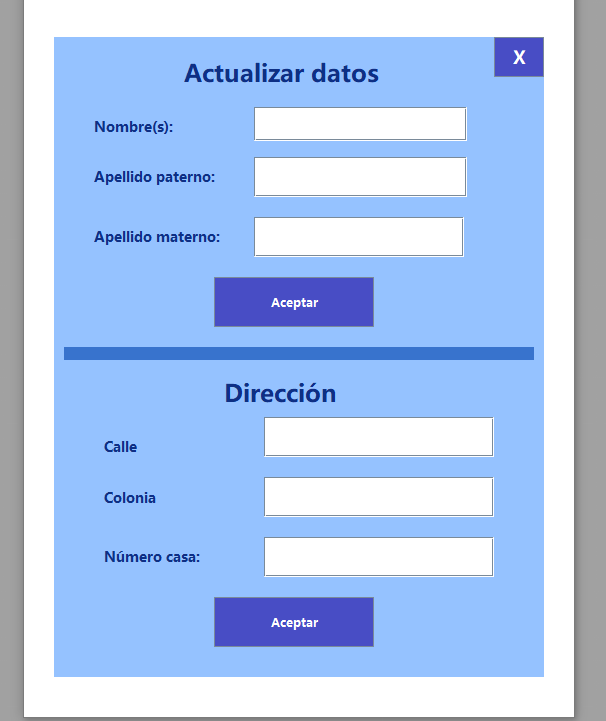 X
Actualizar datos
Nombre(s):
Apellido paterno:
Apellido materno:
Aceptar
Dirección
Calle
Colonia
Número casa:
Aceptar